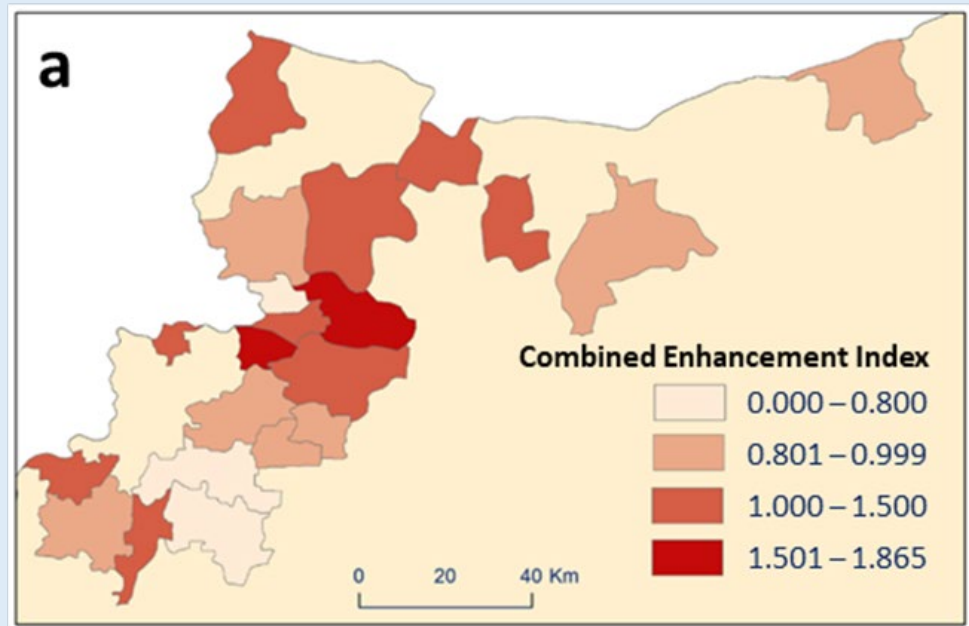 a
Combined Enhancement Index
0.000 – 0.800
0.801 – 0.999
1.000 – 1.500
1.501 – 1.865
0 20 40 Km